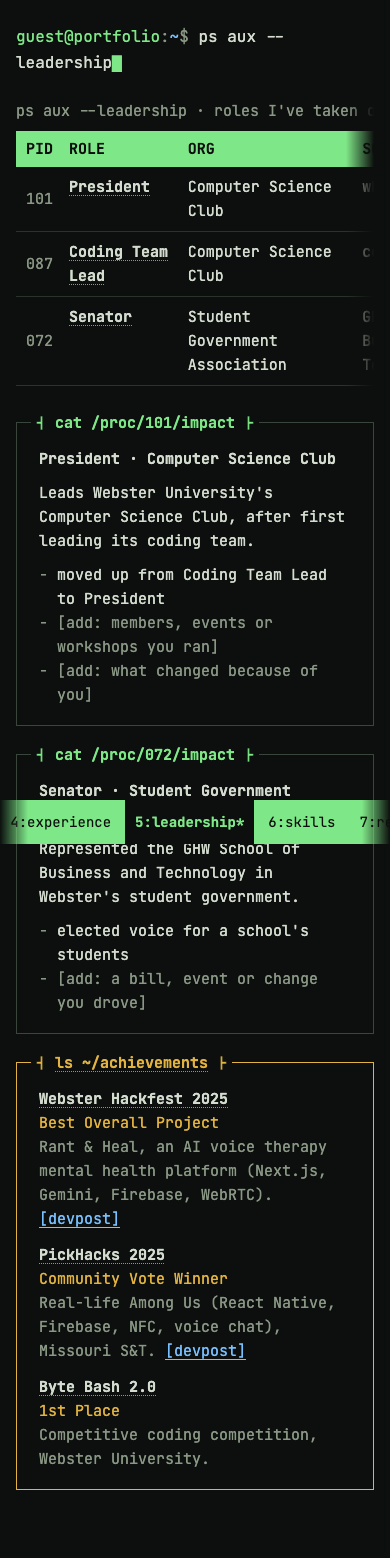 guest@portfolio:~$ ps aux --
leadership
ps aux --leadership · roles I've taken
PID ROLE ORG
101 President Computer Science Club
087 Coding Team Lead Computer Science Club
072 Senator Student Government Association
┤ cat /proc/101/impact ├
President · Computer Science Club
Leads Webster University's
Computer Science Club, after first
leading its coding team.
- moved up from Coding Team Lead
to President
- [add: members, events or
workshops you ran]
- [add: what changed because of
you]
┤ cat /proc/072/impact ├
Senator · Student Government
4:experience 5:leadership* 6:skills 7:
Represented the GHW School of
Business and Technology in
Webster's student government.
- elected voice for a school's
students
- [add: a bill, event or change
you drove]
┤ ls ~/achievements ├
Webster Hackfest 2025
Best Overall Project
Rant & Heal, an AI voice therapy
mental health platform (Next.js,
Gemini, Firebase, WebRTC).
[devpost]
PickHacks 2025
Community Vote Winner
Real-life Among Us (React Native,
Firebase, NFC, voice chat),
Missouri S&T. [devpost]
Byte Bash 2.0
1st Place
Competitive coding competition,
Webster University.